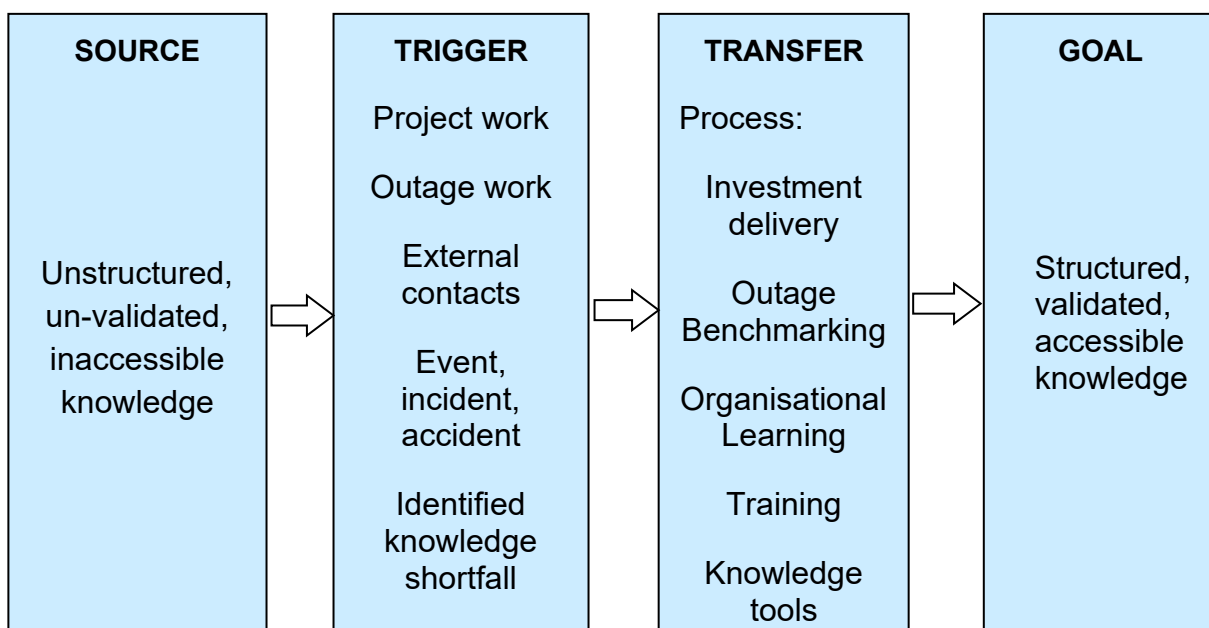 SOURCE
Unstructured,
un-validated,
inaccessible
knowledge
TRIGGER
Project work
Outage work
External
contacts
Event,
incident,
accident
Identified
knowledge
shortfall
TRANSFER
Process:
Investment
delivery
Outage
Benchmarking
Organisational
Learning
Training
Knowledge
tools
GOAL
Structured,
validated,
accessible
knowledge